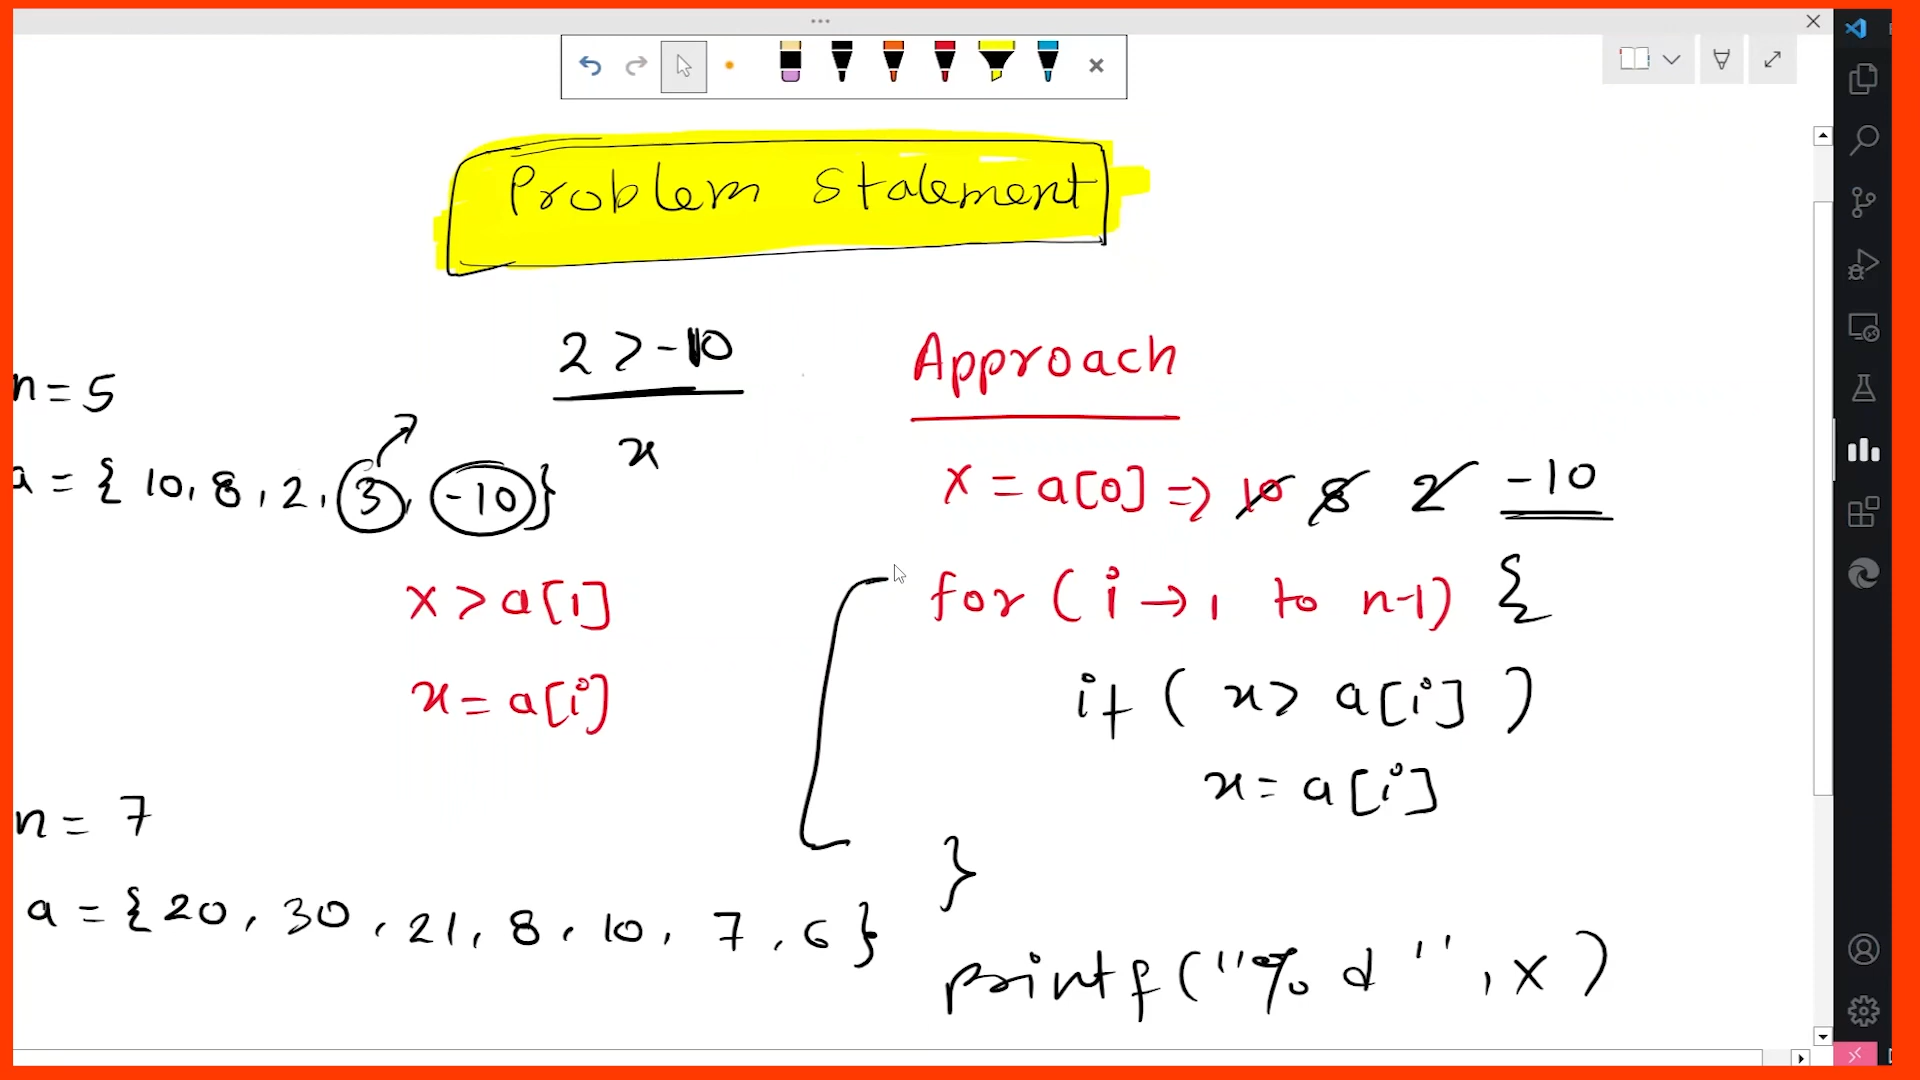 Problem Statement
n = 5
2 > -10
Approach
a = { 10, 8, 2, 3, -10 }
x
x = a[0] => 10 8 2 -10
x > a[i]
for ( i → 1 to n-1) {
if ( x > a[i] )
x = a[i]
x = a[i]
n = 7
}
a = { 20, 30, 21, 8, 10, 7, 6 }
printf ( "% d " , x )